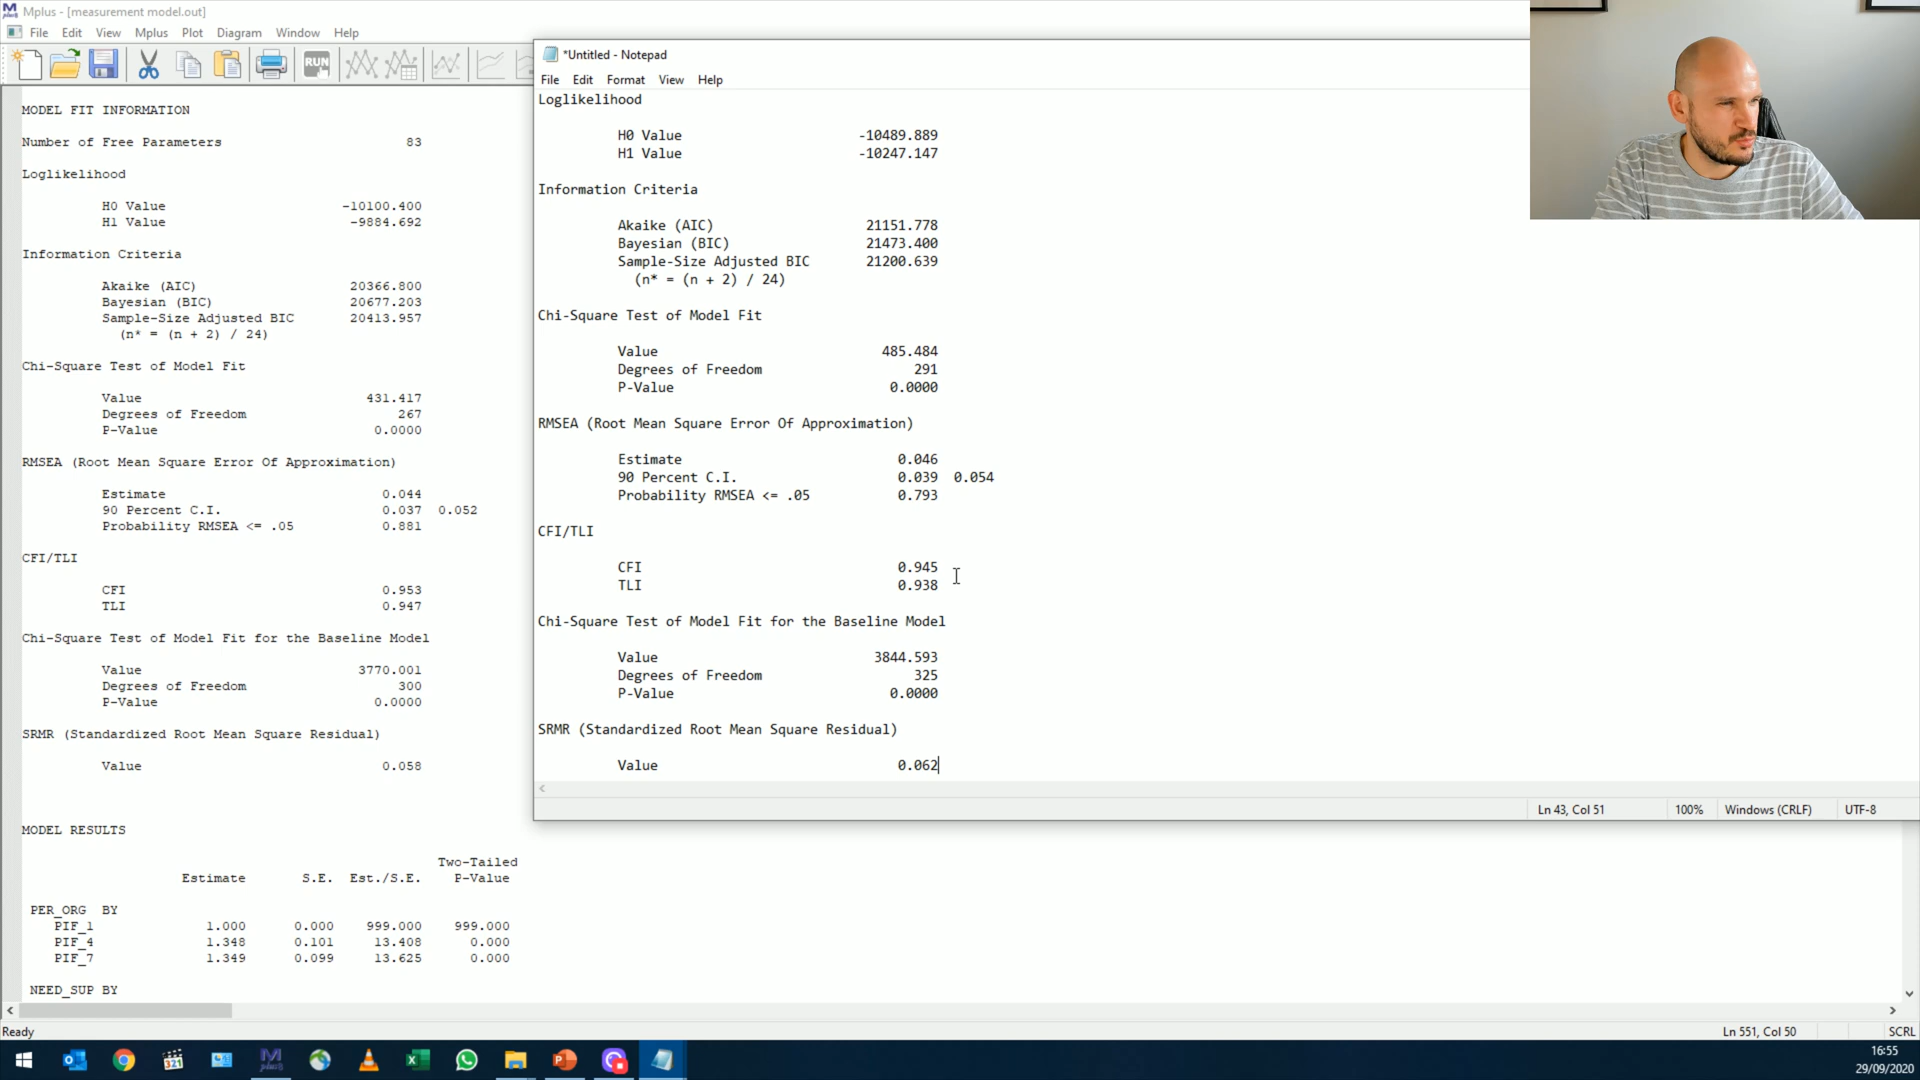 Mplus - [measurement model.out]
File Edit View Mplus Plot Diagram Window Help
RUN
MODEL FIT INFORMATION
Number of Free Parameters 83
Loglikelihood
H0 Value -10100.400
H1 Value -9884.692
Information Criteria
Akaike (AIC) 20366.800
Bayesian (BIC) 20677.203
Sample-Size Adjusted BIC 20413.957
(n* = (n + 2) / 24)
Chi-Square Test of Model Fit
Value 431.417
Degrees of Freedom 267
P-Value 0.0000
RMSEA (Root Mean Square Error Of Approximation)
Estimate 0.044
90 Percent C.I. 0.037 0.052
Probability RMSEA <= .05 0.881
CFI/TLI
CFI 0.953
TLI 0.947
Chi-Square Test of Model Fit for the Baseline Model
Value 3770.001
Degrees of Freedom 300
P-Value 0.0000
SRMR (Standardized Root Mean Square Residual)
Value 0.058
MODEL RESULTS
Two-Tailed
Estimate S.E. Est./S.E. P-Value
PER_ORG BY
PIF_1 1.000 0.000 999.000 999.000
PIF_4 1.348 0.101 13.408 0.000
PIF_7 1.349 0.099 13.625 0.000
NEED_SUP BY
*Untitled - Notepad
File Edit Format View Help
Loglikelihood
H0 Value -10489.889
H1 Value -10247.147
Information Criteria
Akaike (AIC) 21151.778
Bayesian (BIC) 21473.400
Sample-Size Adjusted BIC 21200.639
(n* = (n + 2) / 24)
Chi-Square Test of Model Fit
Value 485.484
Degrees of Freedom 291
P-Value 0.0000
RMSEA (Root Mean Square Error Of Approximation)
Estimate 0.046
90 Percent C.I. 0.039 0.054
Probability RMSEA <= .05 0.793
CFI/TLI
CFI 0.945
TLI 0.938
Chi-Square Test of Model Fit for the Baseline Model
Value 3844.593
Degrees of Freedom 325
P-Value 0.0000
SRMR (Standardized Root Mean Square Residual)
Value 0.062
Ln 43, Col 51 100% Windows (CRLF) UTF-8
Ready Ln 551, Col 50 SCRL
16:55
29/09/2020